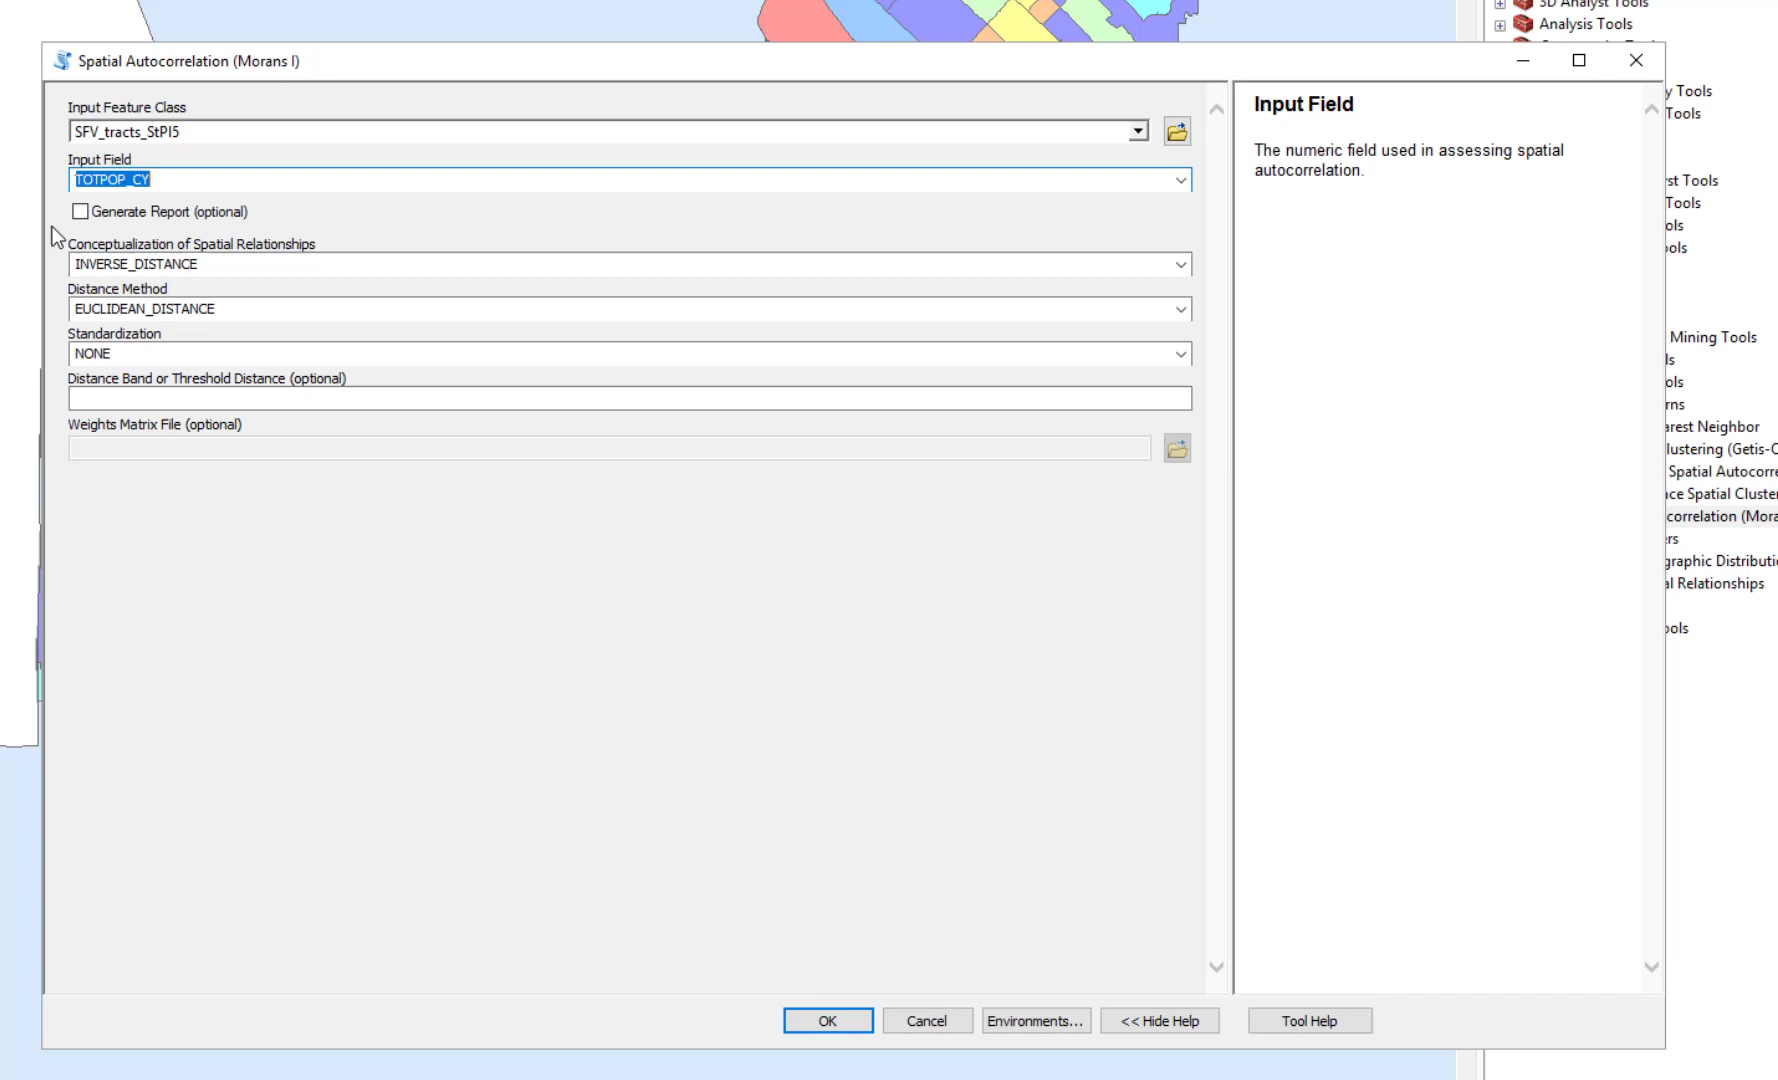 3D Analyst Tools
Analysis Tools
Spatial Autocorrelation (Morans I)
Input Feature Class
SFV_tracts_StPl5
Input Field
TOTPOP_CY
Generate Report (optional)
Conceptualization of Spatial Relationships
INVERSE_DISTANCE
Distance Method
EUCLIDEAN_DISTANCE
Standardization
NONE
Distance Band or Threshold Distance (optional)
Weights Matrix File (optional)
OK
Cancel
Environments...
<< Hide Help
Input Field
The numeric field used in assessing spatial
autocorrelation.
Tool Help
y Tools
Tools
st Tools
Tools
ols
ols
Mining Tools
ls
ols
rns
arest Neighbor
lustering (Getis-O
Spatial Autocorre
ce Spatial Cluster
correlation (Mora
ers
graphic Distributi
al Relationships
ools